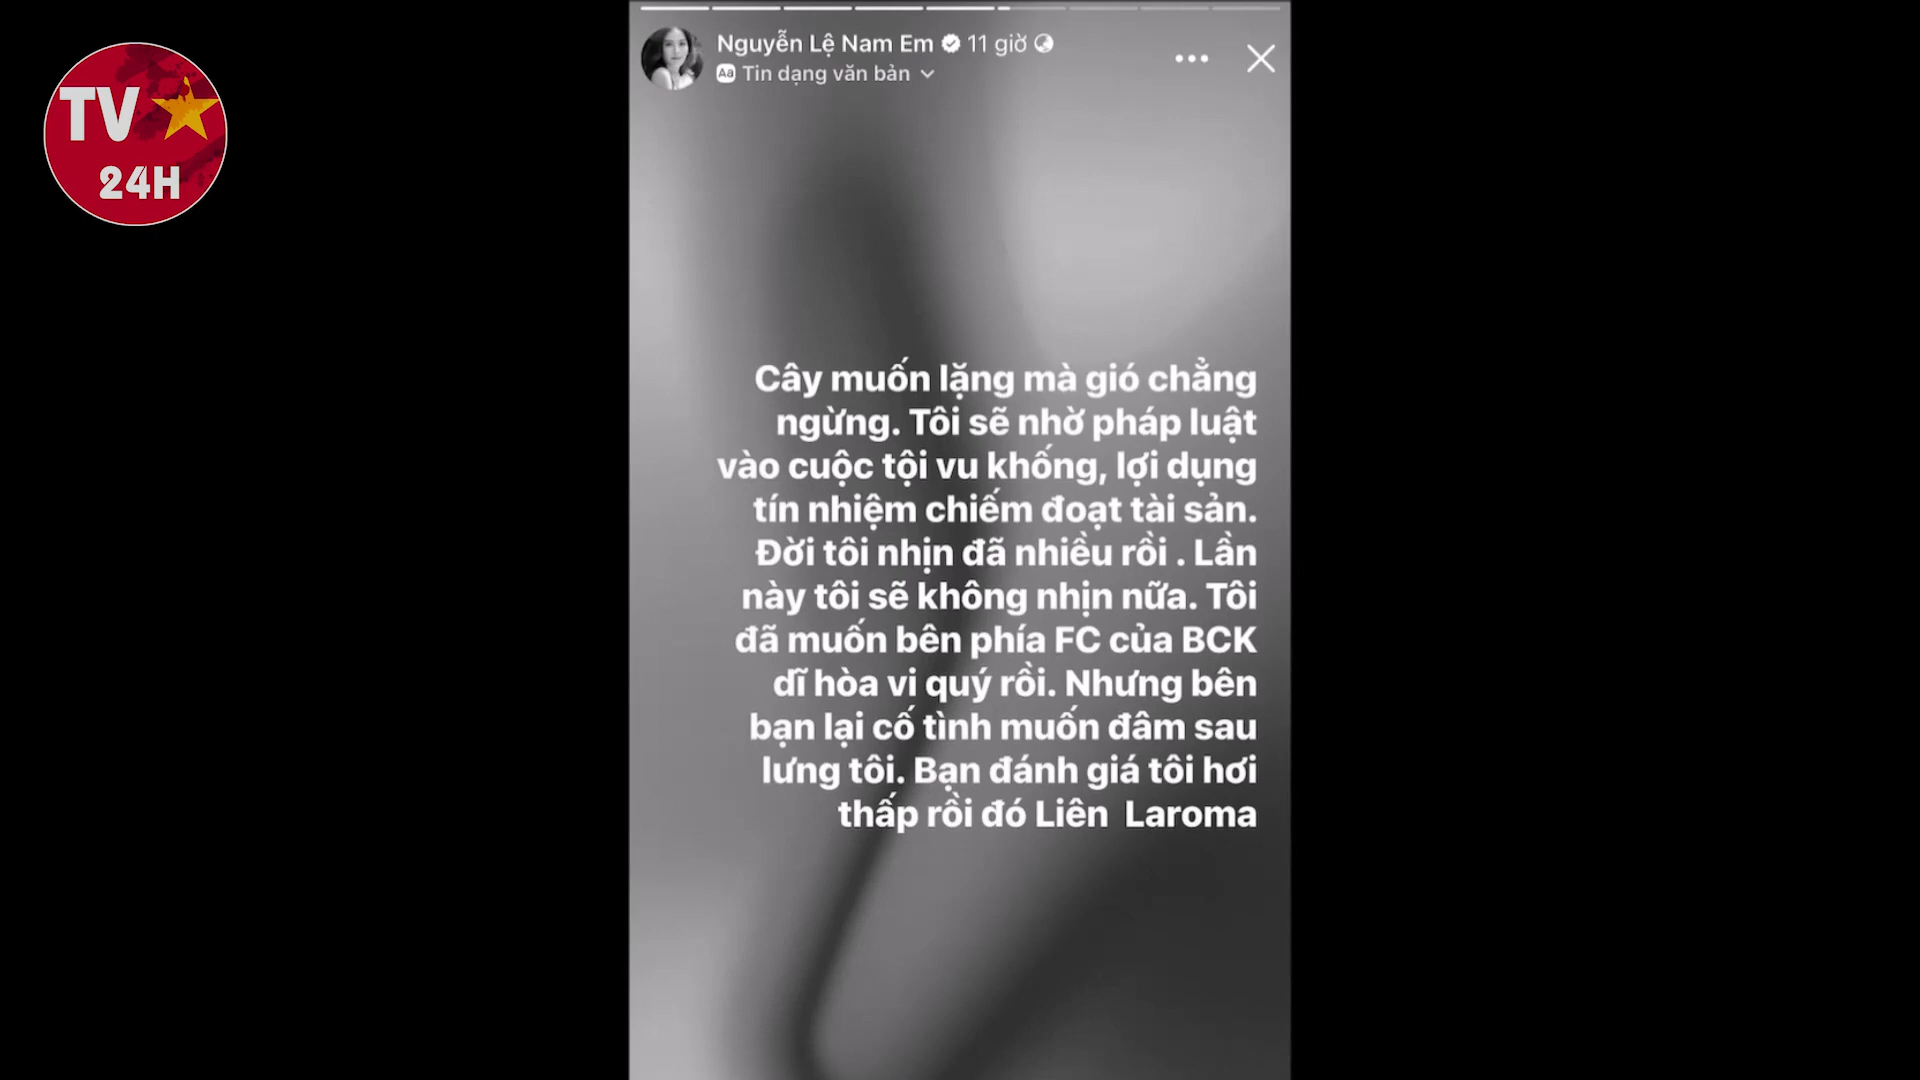 TV
24H
Nguyễn Lệ Nam Em 11 giờ
Aa Tin dạng văn bản
Cây muốn lặng mà gió chẳng
ngừng. Tôi sẽ nhờ pháp luật
vào cuộc tội vu khống, lợi dụng
tín nhiệm chiếm đoạt tài sản.
Đời tôi nhịn đã nhiều rồi . Lần
này tôi sẽ không nhịn nữa. Tôi
đã muốn bên phía FC của BCK
dĩ hòa vi quý rồi. Nhưng bên
bạn lại cố tình muốn đâm sau
lưng tôi. Bạn đánh giá tôi hơi
thấp rồi đó Liên  Laroma